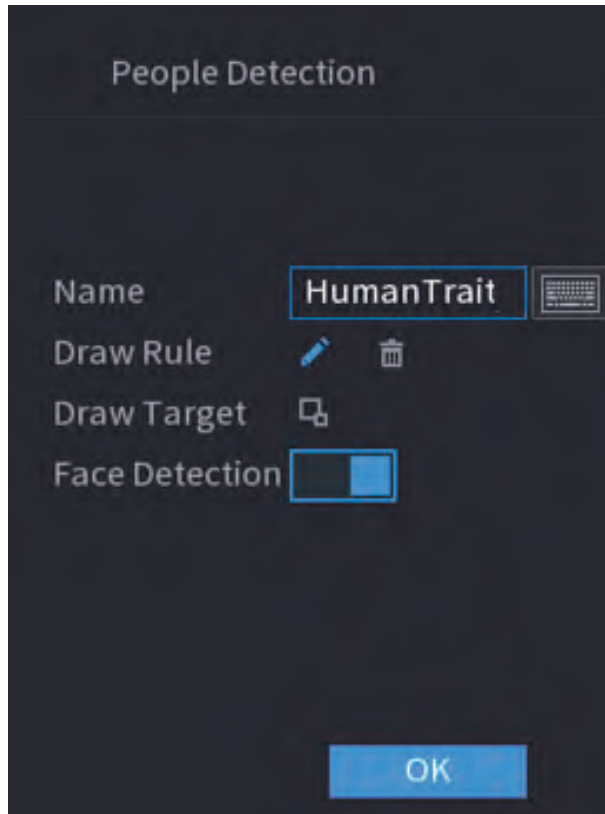 People Detection
Name HumanTrait
Draw Rule
Draw Target
Face Detection
OK